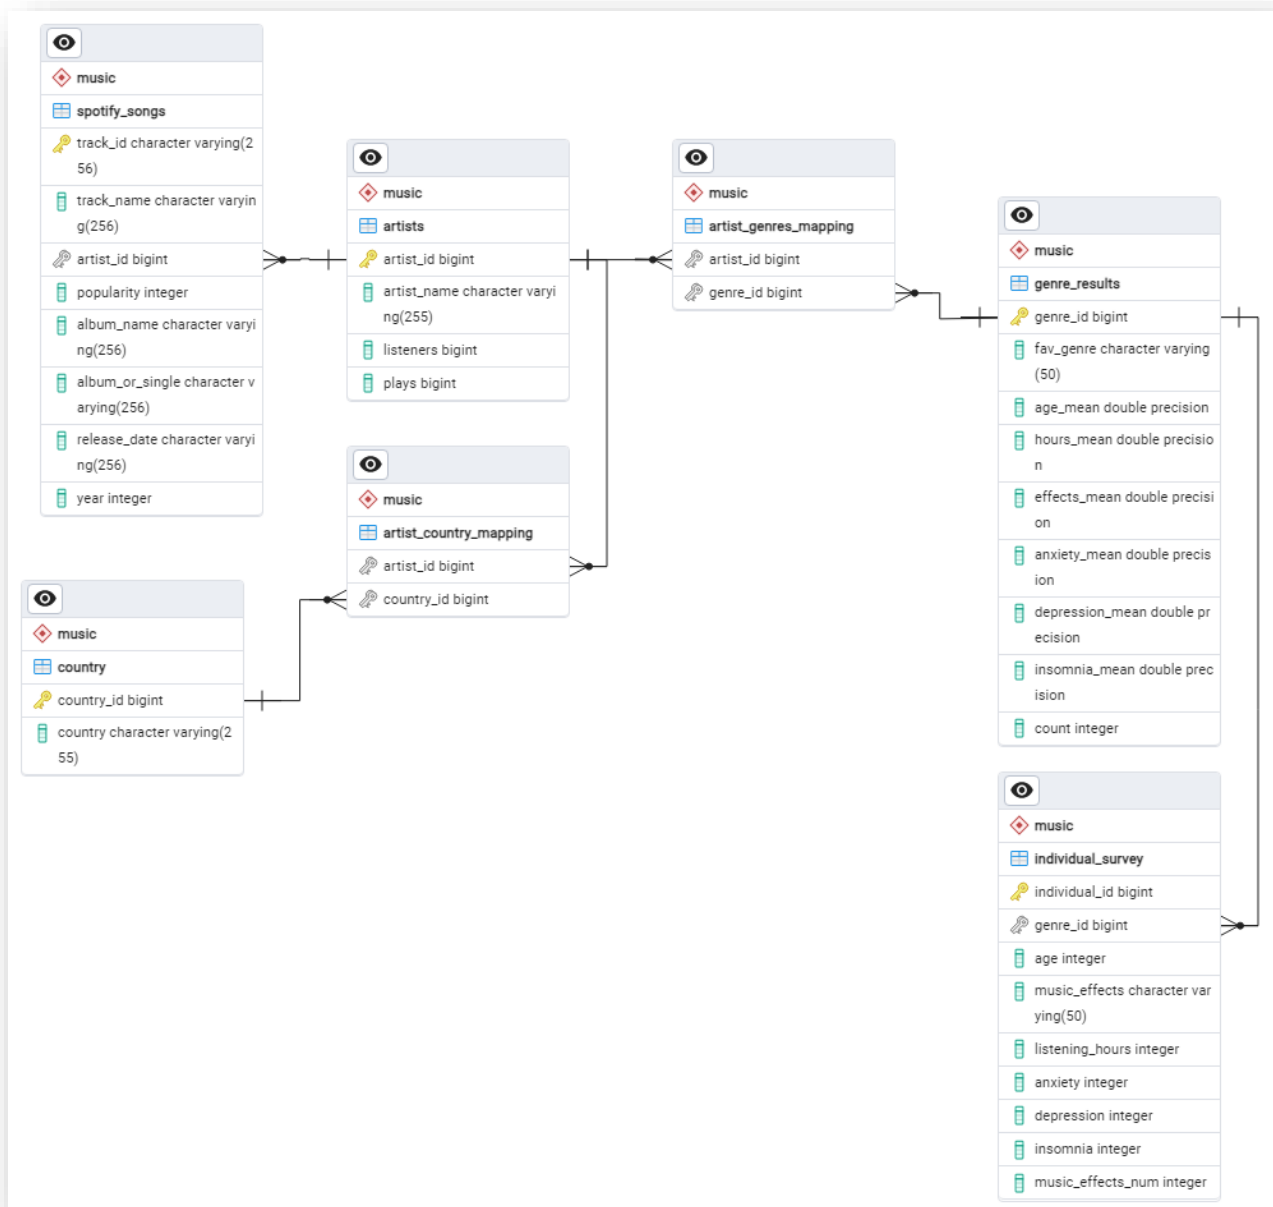 music
spotify_songs
track_id character varying(2
56)
track_name character varyin
g(256)
artist_id bigint
popularity integer
album_name character varyi
ng(256)
album_or_single character v
arying(256)
release_date character varyi
ng(256)
year integer
music
artists
artist_id bigint
artist_name character varyi
ng(255)
listeners bigint
plays bigint
music
artist_genres_mapping
artist_id bigint
genre_id bigint
music
genre_results
genre_id bigint
fav_genre character varying
(50)
age_mean double precision
hours_mean double precisio
n
effects_mean double precisi
on
anxiety_mean double precis
ion
depression_mean double pr
ecision
insomnia_mean double prec
ision
count integer
music
artist_country_mapping
artist_id bigint
country_id bigint
music
country
country_id bigint
country character varying(2
55)
music
individual_survey
individual_id bigint
genre_id bigint
age integer
music_effects character var
ying(50)
listening_hours integer
anxiety integer
depression integer
insomnia integer
music_effects_num integer